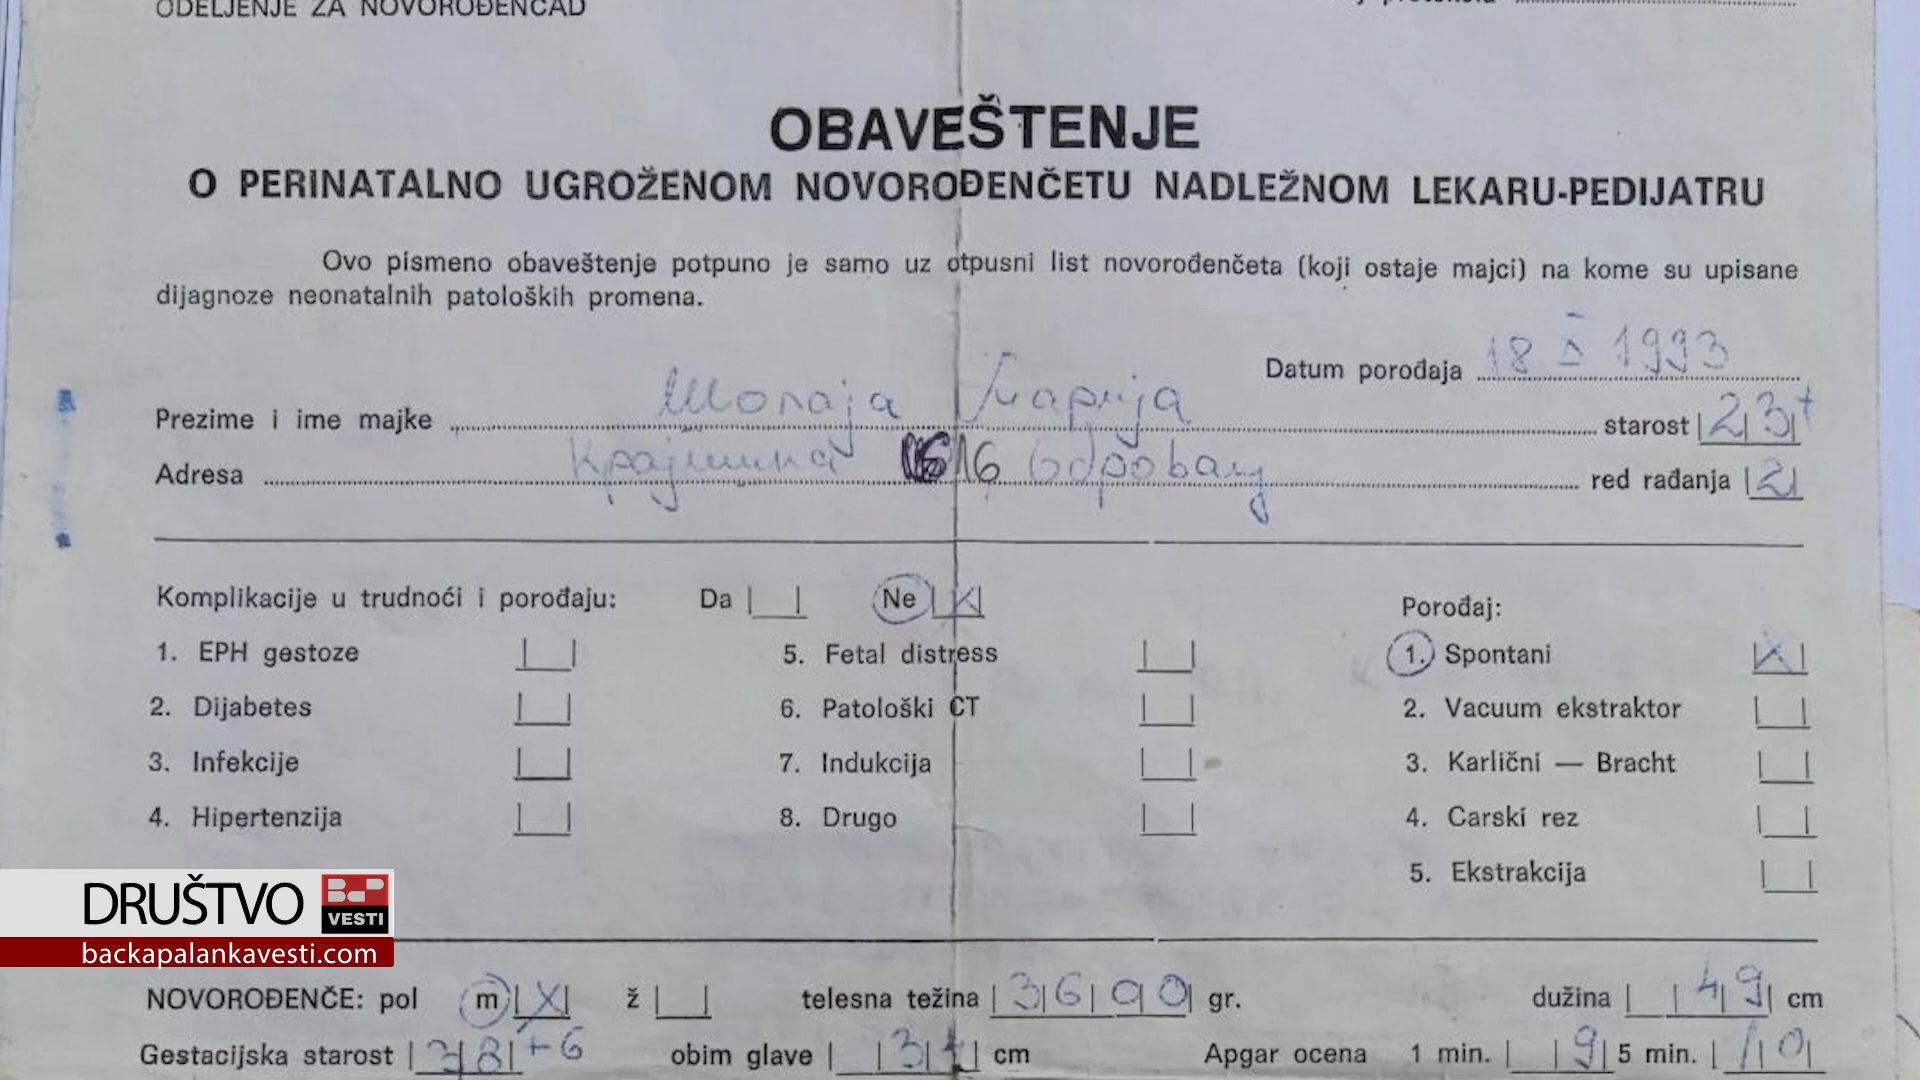 ODELJENJE ZA NOVOROĐENČAD
OBAVEŠTENJE
O PERINATALNO UGROŽENOM NOVOROĐENČETU NADLEŽNOM LEKARU-PEDIJATRU
Ovo pismeno obaveštenje potpuno je samo uz otpusni list novorođenčeta (koji ostaje majci) na kome su upisane
dijagnoze neonatalnih patoloških promena.
Datum porođaja 18 X 1993
Prezime i ime majke Шолаја Марија starost 23+
Adresa 16 red rađanja 2
Komplikacije u trudnoći i porođaju: Da Ne X Porođaj:
1. EPH gestoze 5. Fetal distress 1. Spontani X
2. Dijabetes 6. Patološki CT 2. Vacuum ekstraktor
3. Infekcije 7. Indukcija 3. Karlični — Bracht
4. Hipertenzija 8. Drugo 4. Carski rez
5. Ekstrakcija
DRUŠTVO BCP VESTI
backapalankavesti.com
NOVOROĐENČE: pol m X ž telesna težina 3600 gr. dužina 49 cm
Gestacijska starost 38+6 obim glave cm Apgar ocena 1 min. 9 5 min. 10